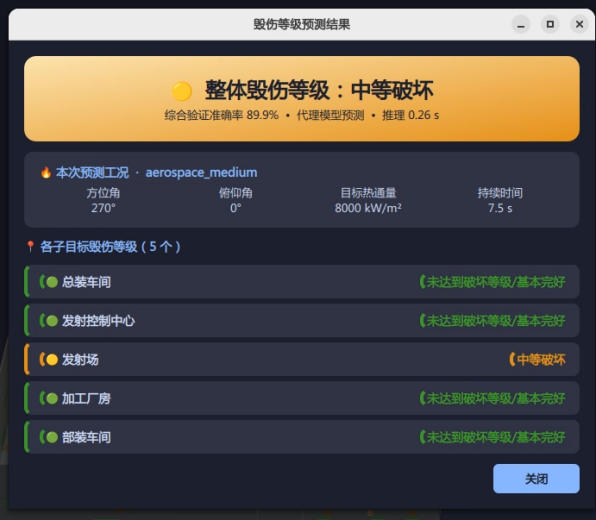 毁伤等级预测结果
整体毁伤等级：中等破坏
综合验证准确率 89.9% • 代理模型预测 • 推理 0.26 s
本次预测工况 · aerospace_medium
方位角 俯仰角 目标热通量 持续时间
270° 0° 8000 kW/m² 7.5 s
各子目标毁伤等级（5 个）
总装车间 未达到破坏等级/基本完好
发射控制中心 未达到破坏等级/基本完好
发射场 中等破坏
加工厂房 未达到破坏等级/基本完好
部装车间 未达到破坏等级/基本完好
关闭